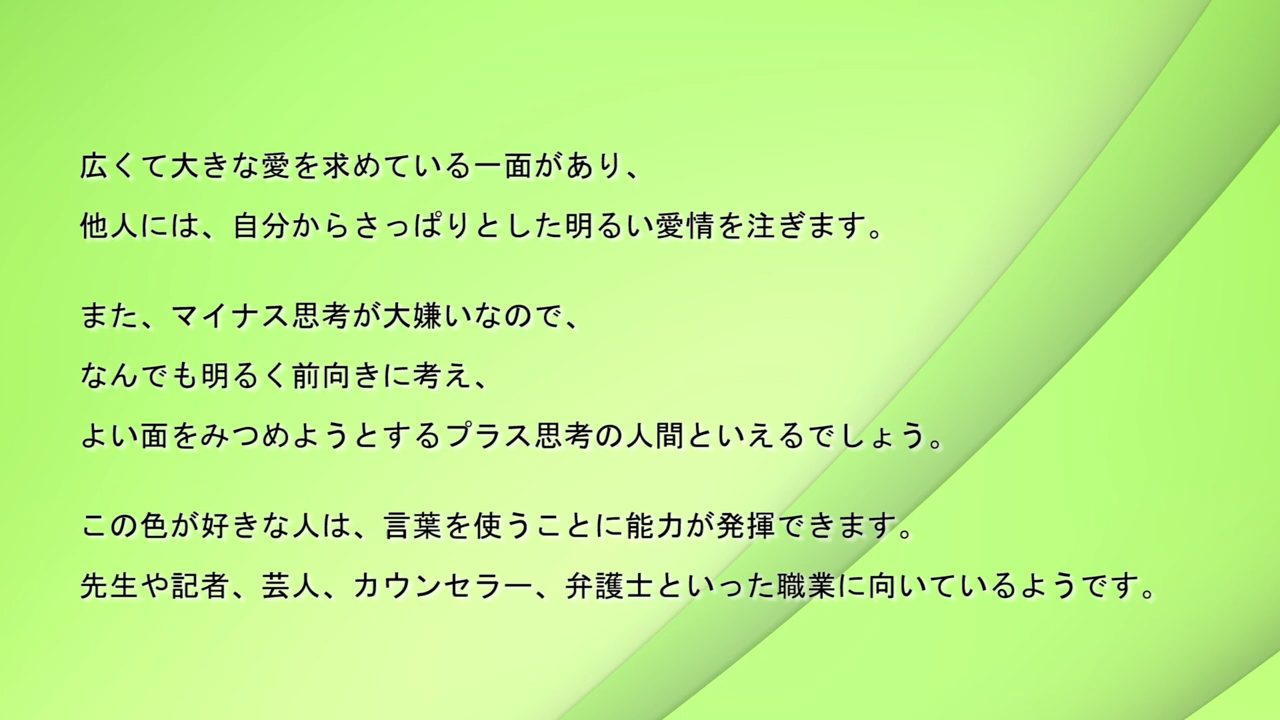 広くて大きな愛を求めている一面があり、
他人には、自分からさっぱりとした明るい愛情を注ぎます。
また、マイナス思考が大嫌いなので、
なんでも明るく前向きに考え、
よい面をみつめようとするプラス思考の人間といえるでしょう。
この色が好きな人は、言葉を使うことに能力が発揮できます。
先生や記者、芸人、カウンセラー、弁護士といった職業に向いているようです。